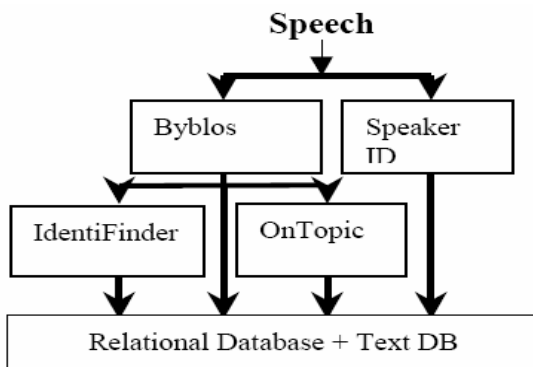 Speech
Byblos
Speaker
ID
IdentiFinder
OnTopic
Relational Database + Text DB